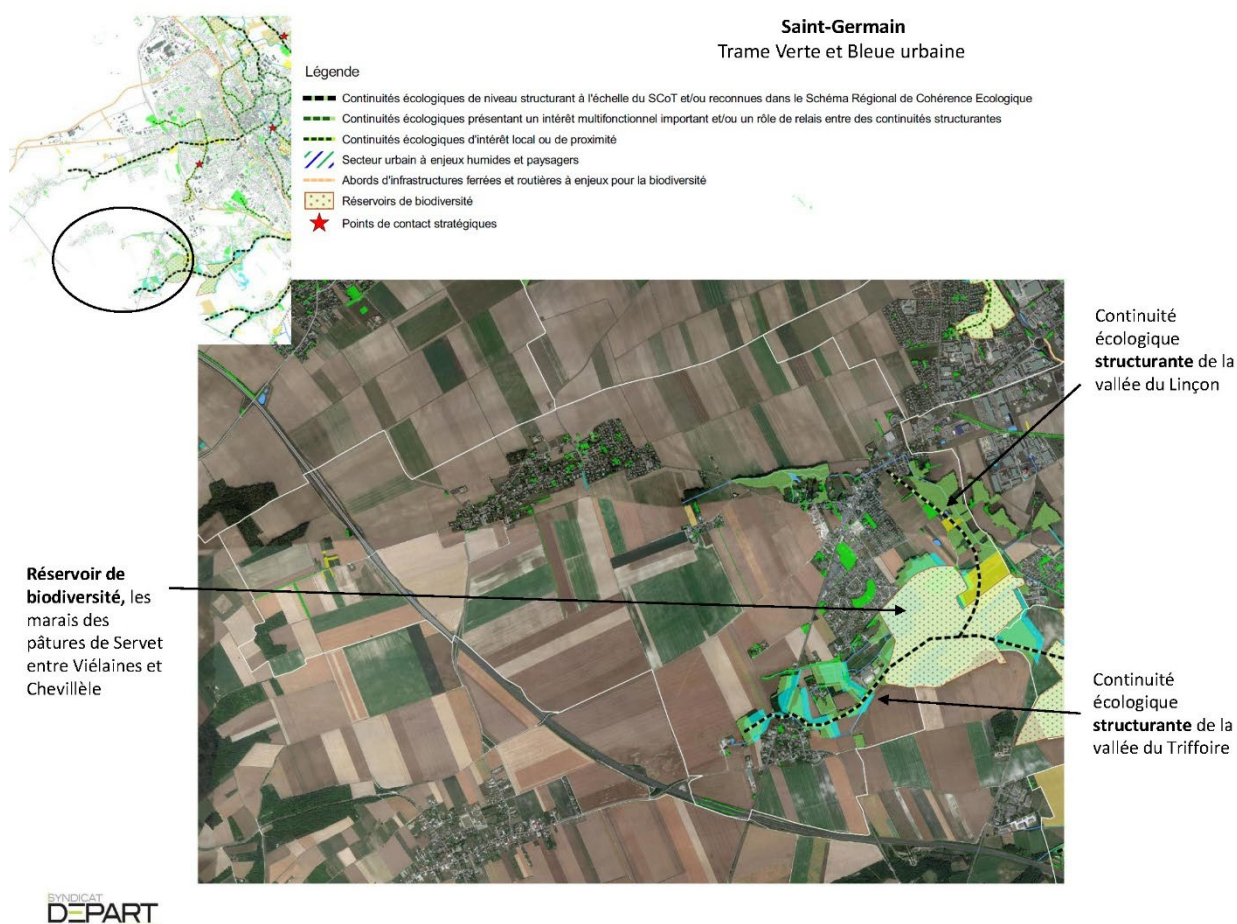 Saint-Germain
Trame Verte et Bleue urbaine
Légende
Continuités écologiques de niveau structurant à l'échelle du SCoT et/ou reconnues dans le Schéma Régional de Cohérence Ecologique
Continuités écologiques présentant un intérêt multifonctionnel important et/ou un rôle de relais entre des continuités structurantes
Continuités écologiques d'intérêt local ou de proximité
Secteur urbain à enjeux humides et paysagers
Abords d'infrastructures ferrées et routières à enjeux pour la biodiversité
Réservoirs de biodiversité
Points de contact stratégiques
Continuité
écologique
structurante de la
vallée du Linçon
Réservoir de
biodiversité, les
marais des
pâtures de Servet
entre Viélaines et
Chevillèle
Continuité
écologique
structurante de la
vallée du Triffoire
SYNDICAT
DEPART